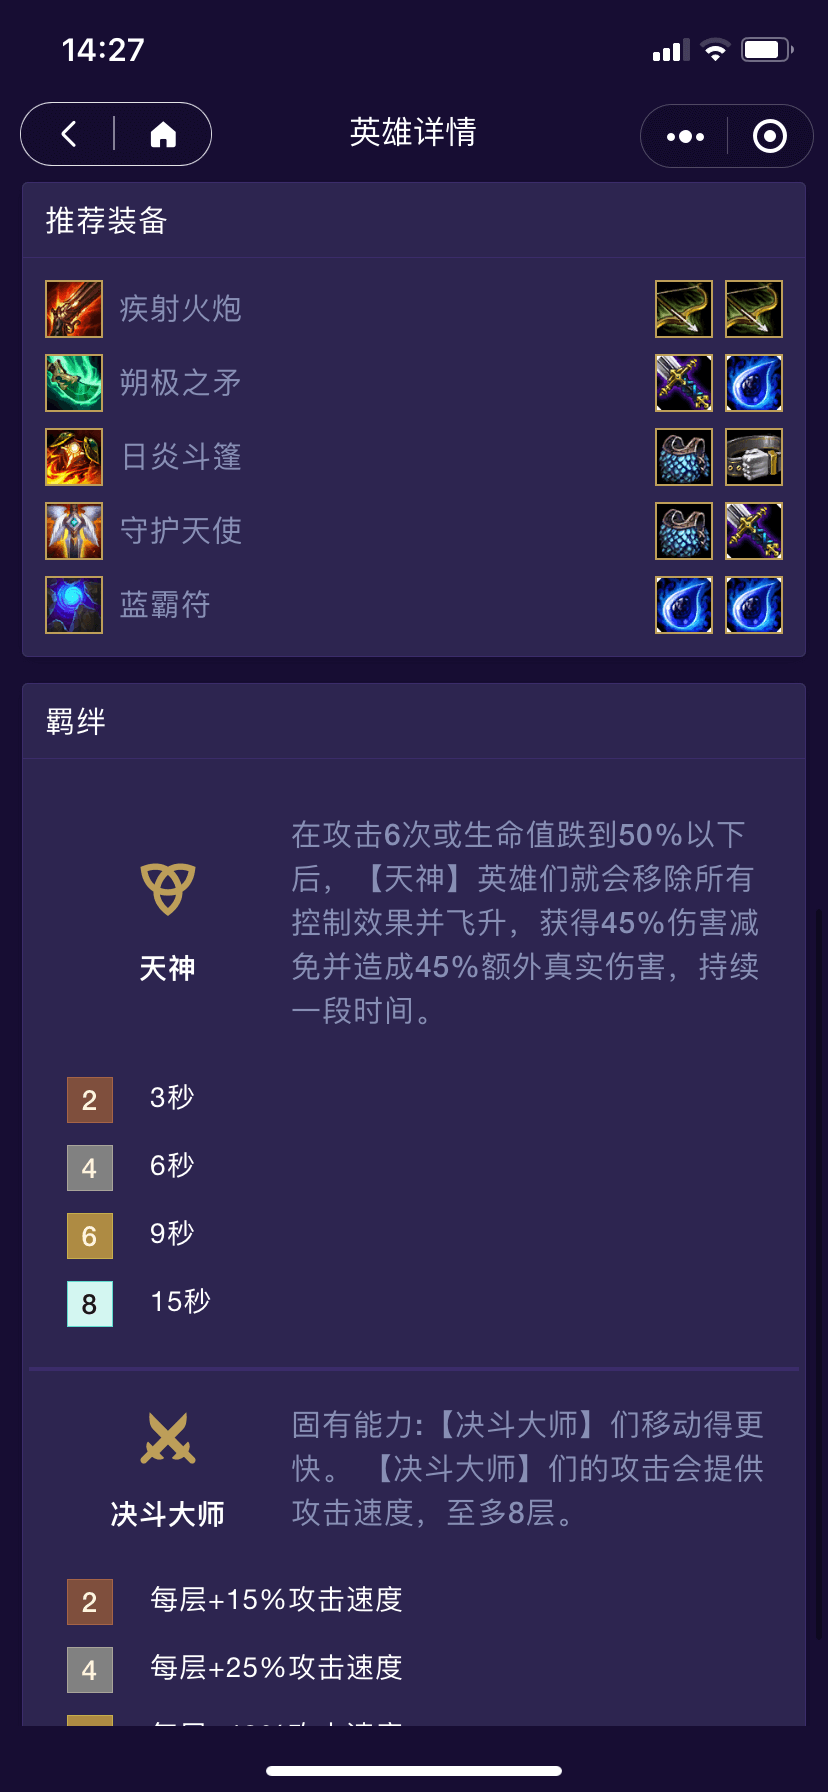 14:27
英雄详情
推荐装备
疾射火炮
朔极之矛
日炎斗篷
守护天使
蓝霸符
羁绊
在攻击6次或生命值跌到50%以下
后，【天神】英雄们就会移除所有
控制效果并飞升，获得45%伤害减
免并造成45%额外真实伤害，持续
一段时间。
天神
2 3秒
4 6秒
6 9秒
8 15秒
固有能力:【决斗大师】们移动得更
快。 【决斗大师】们的攻击会提供
攻击速度，至多8层。
决斗大师
2 每层+15%攻击速度
4 每层+25%攻击速度